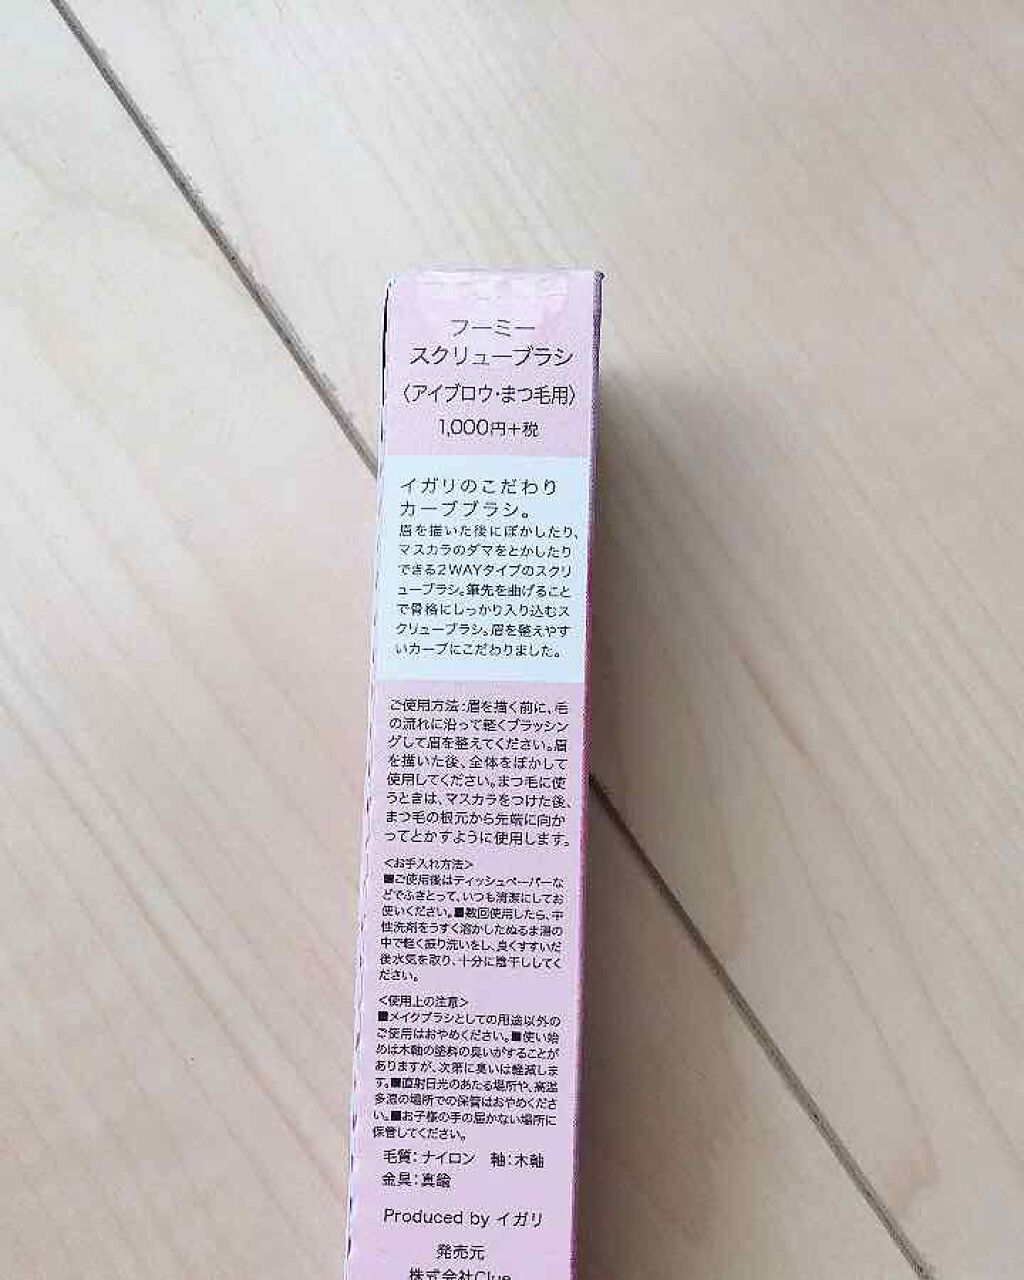 フーミー
スクリューブラシ
〈アイブロウ・まつ毛用〉
1,000円+税
イガリのこだわり
カーブブラシ。
眉を描いた後にぼかしたり、
マスカラのダマをとかしたり
できる2WAYタイプのスクリ
ューブラシ。筆先を曲げること
で骨格にしっかり入り込むス
クリューブラシ。眉を整えやす
いカーブにこだわりました。
ご使用方法:眉を描く前に、毛
の流れに沿って軽くブラッシン
グして眉を整えてください。眉
を描いた後、全体をぼかして
使用してください。まつ毛に使
うときは、マスカラをつけた後、
まつ毛の根元から先端に向か
ってとかすように使用します。
<お手入れ方法>
■ご使用後はティッシュペーパーな
どでふきとって、いつも清潔にしてお
使いください。■数回使用したら、中
性洗剤をうすく溶かしたぬるま湯の
中で軽く振り洗いをし、良くすすいだ
後水気を取り、十分に陰干ししてく
ださい。
<使用上の注意>
■メイクブラシとしての用途以外の
ご使用はおやめください。■使い始
めは木軸の塗料の臭いがすることが
ありますが、次第に臭いは軽減しま
す。■直射日光のあたる場所や、高温
多湿の場所での保管はおやめくださ
い。■お子様の手の届かない場所に
保管してください。
毛質:ナイロン 軸:木軸
金具:真鍮
Produced by イガリ
発売元
株式会社Clue